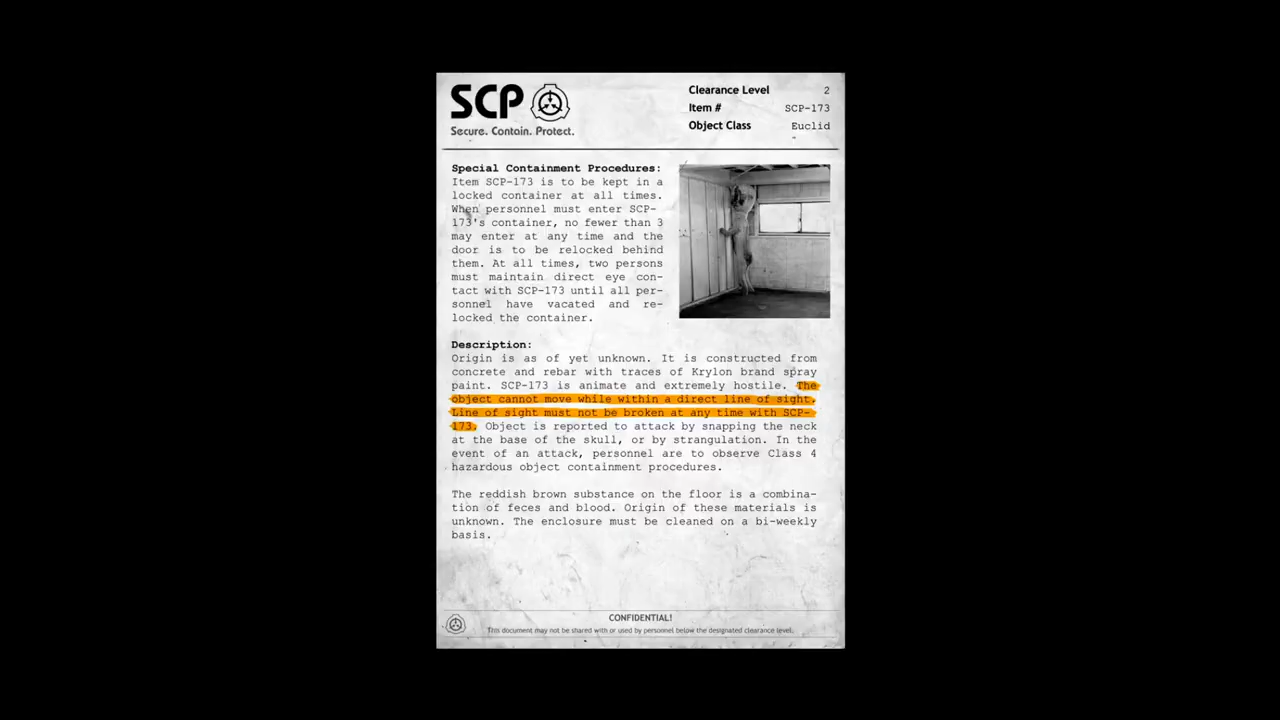 SCP
Secure. Contain. Protect.
Clearance Level 2
Item # SCP-173
Object Class Euclid
Special Containment Procedures:
Item SCP-173 is to be kept in a
locked container at all times.
When personnel must enter SCP-
173's container, no fewer than 3
may enter at any time and the
door is to be relocked behind
them. At all times, two persons
must maintain direct eye con-
tact with SCP-173 until all per-
sonnel have vacated and re-
locked the container.
Description:
Origin is as of yet unknown. It is constructed from
concrete and rebar with traces of Krylon brand spray
paint. SCP-173 is animate and extremely hostile. The
object cannot move while within a direct line of sight.
Line of sight must not be broken at any time with SCP-
173. Object is reported to attack by snapping the neck
at the base of the skull, or by strangulation. In the
event of an attack, personnel are to observe Class 4
hazardous object containment procedures.
The reddish brown substance on the floor is a combina-
tion of feces and blood. Origin of these materials is
unknown. The enclosure must be cleaned on a bi-weekly
basis.
CONFIDENTIAL!
This document may not be shared with or used by personnel below the designated clearance level.